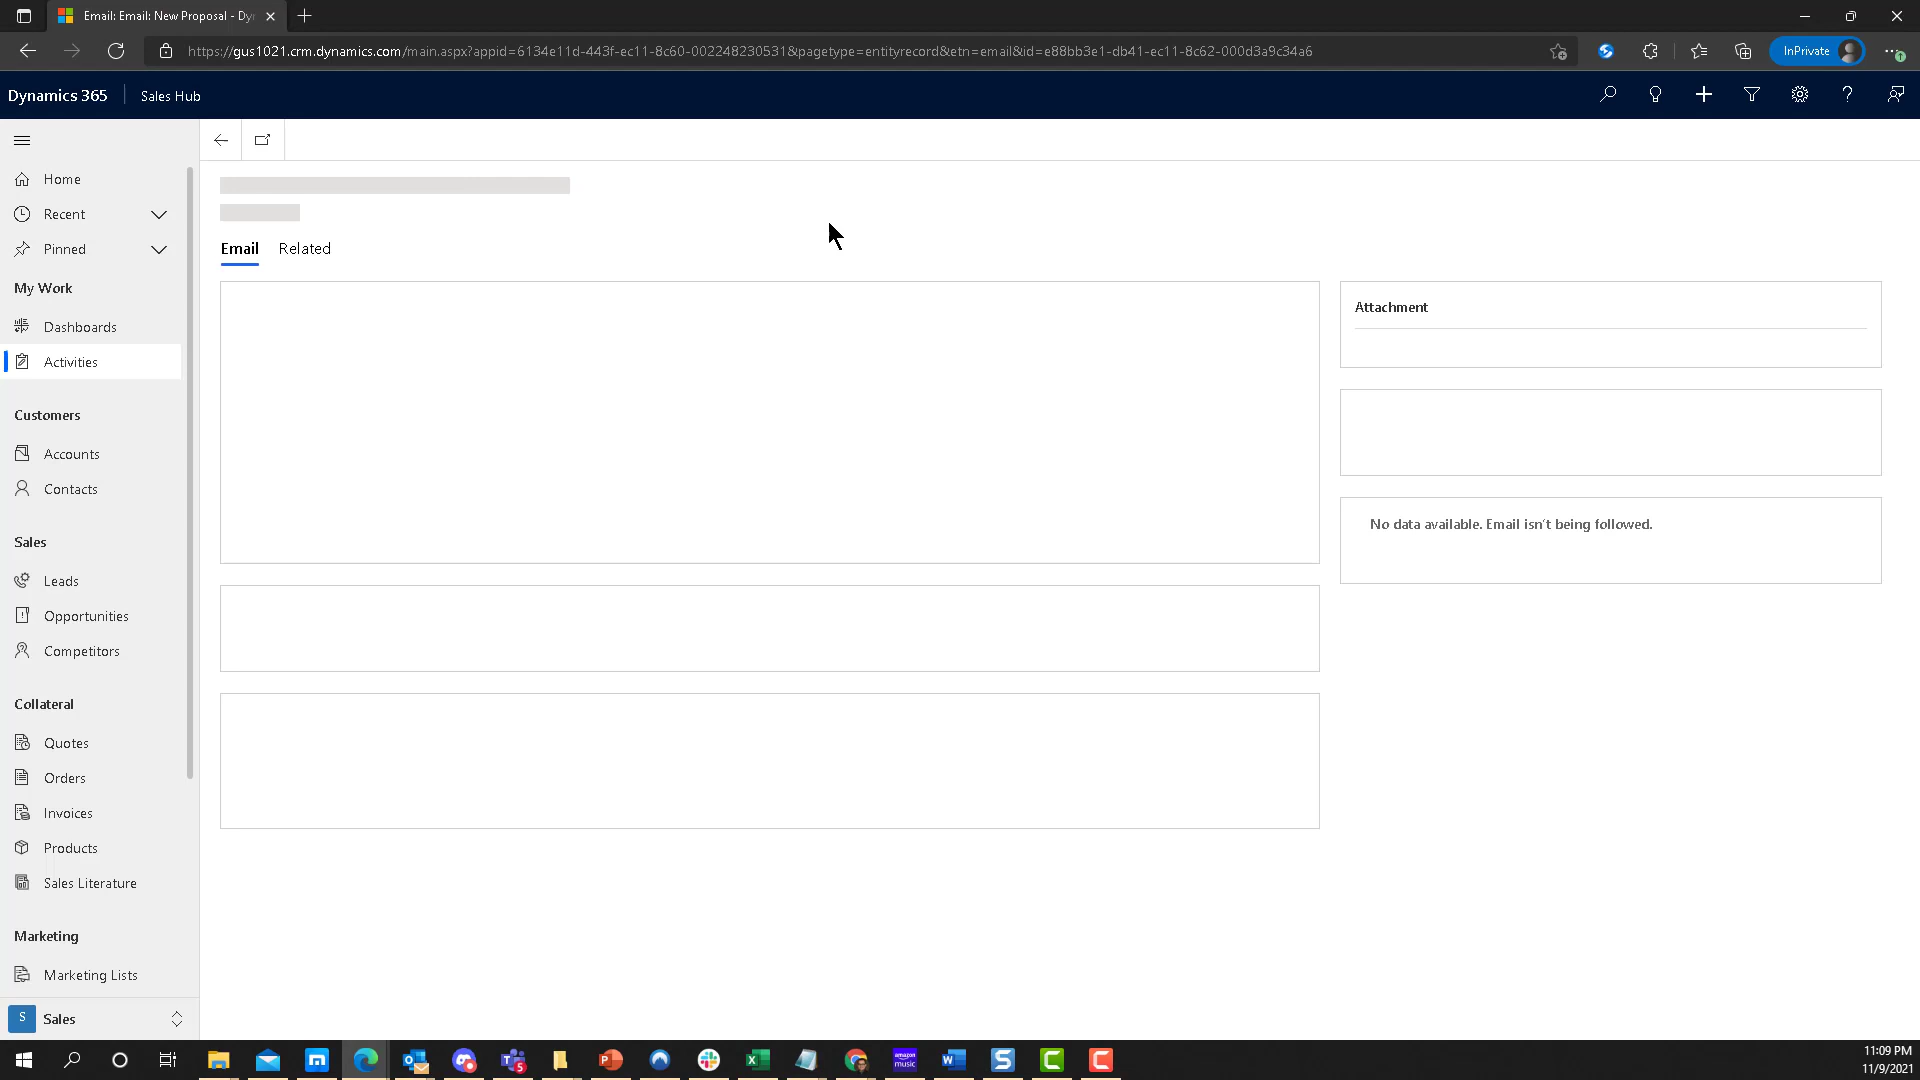 Email: Email: New Proposal - Dy
https://gus1021.crm.dynamics.com/main.aspx?appid=6134e11d-443f-ec11-8c60-002248230531&pagetype=entityrecord&etn=email&id=e88bb3e1-db41-ec11-8c62-000d3a9c34a6
InPrivate
Dynamics 365
Sales Hub
Home
Recent
Pinned
My Work
Dashboards
Activities
Customers
Accounts
Contacts
Sales
Leads
Opportunities
Competitors
Collateral
Quotes
Orders
Invoices
Products
Sales Literature
Marketing
Marketing Lists
S Sales
Email Related
Attachment
No data available. Email isn't being followed.
amazon music
11:09 PM
11/9/2021